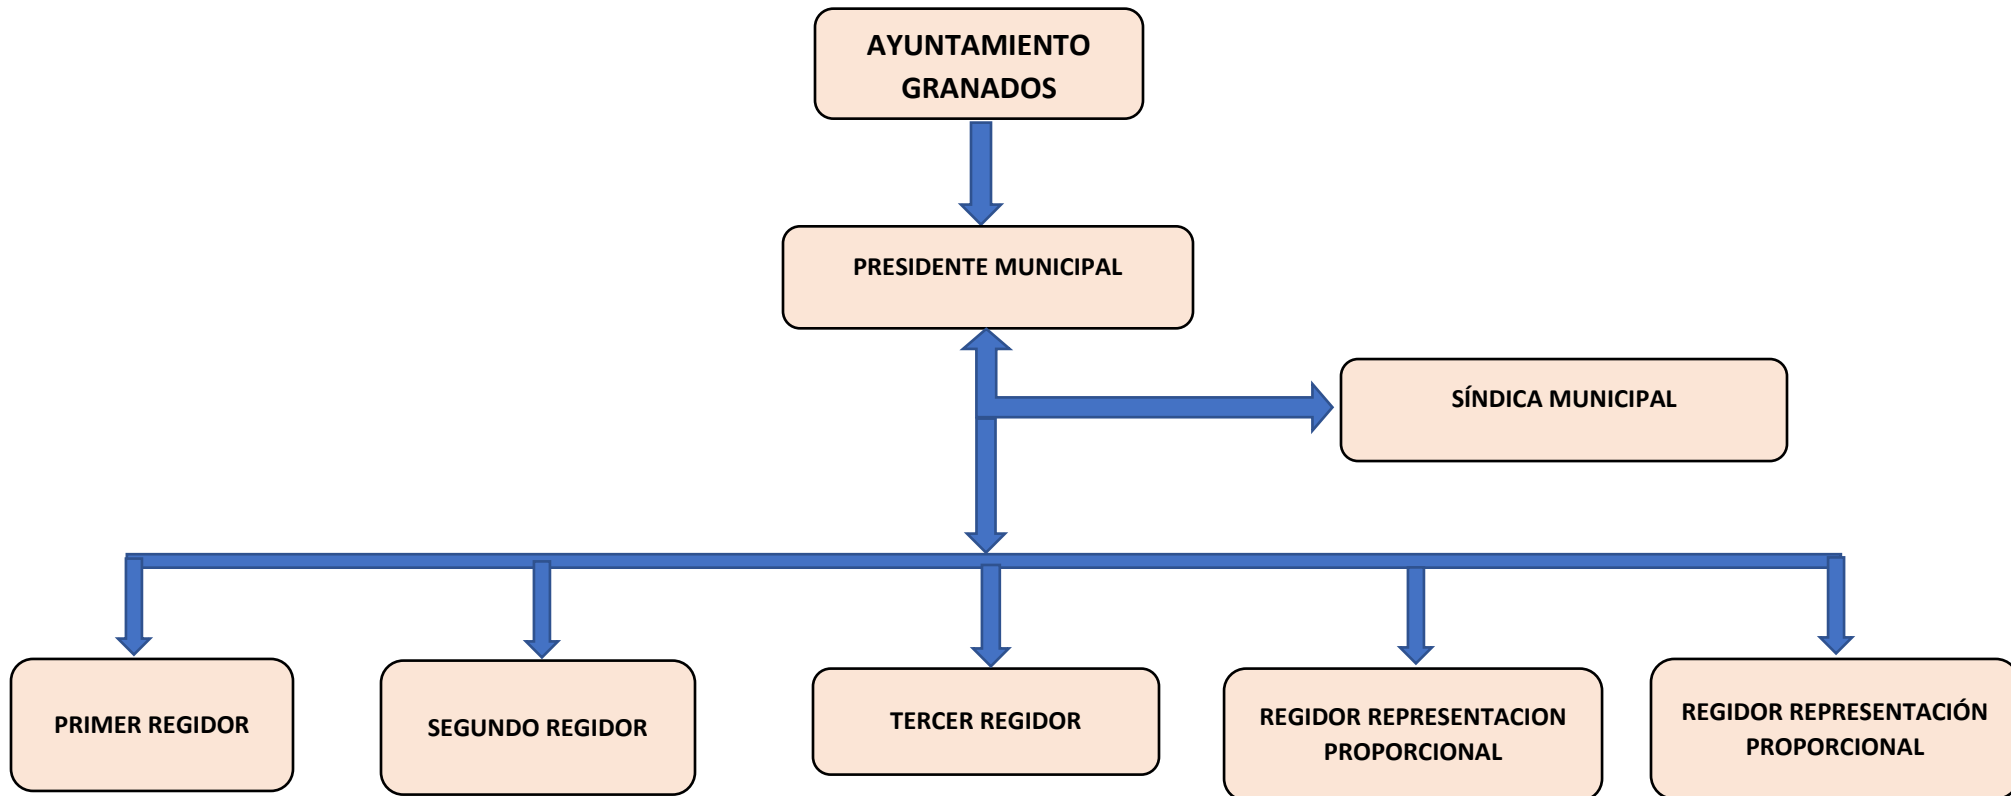 AYUNTAMIENTO
GRANADOS
PRESIDENTE MUNICIPAL
SÍNDICA MUNICIPAL
PRIMER REGIDOR
SEGUNDO REGIDOR
TERCER REGIDOR
REGIDOR REPRESENTACION
PROPORCIONAL
REGIDOR REPRESENTACIÓN
PROPORCIONAL